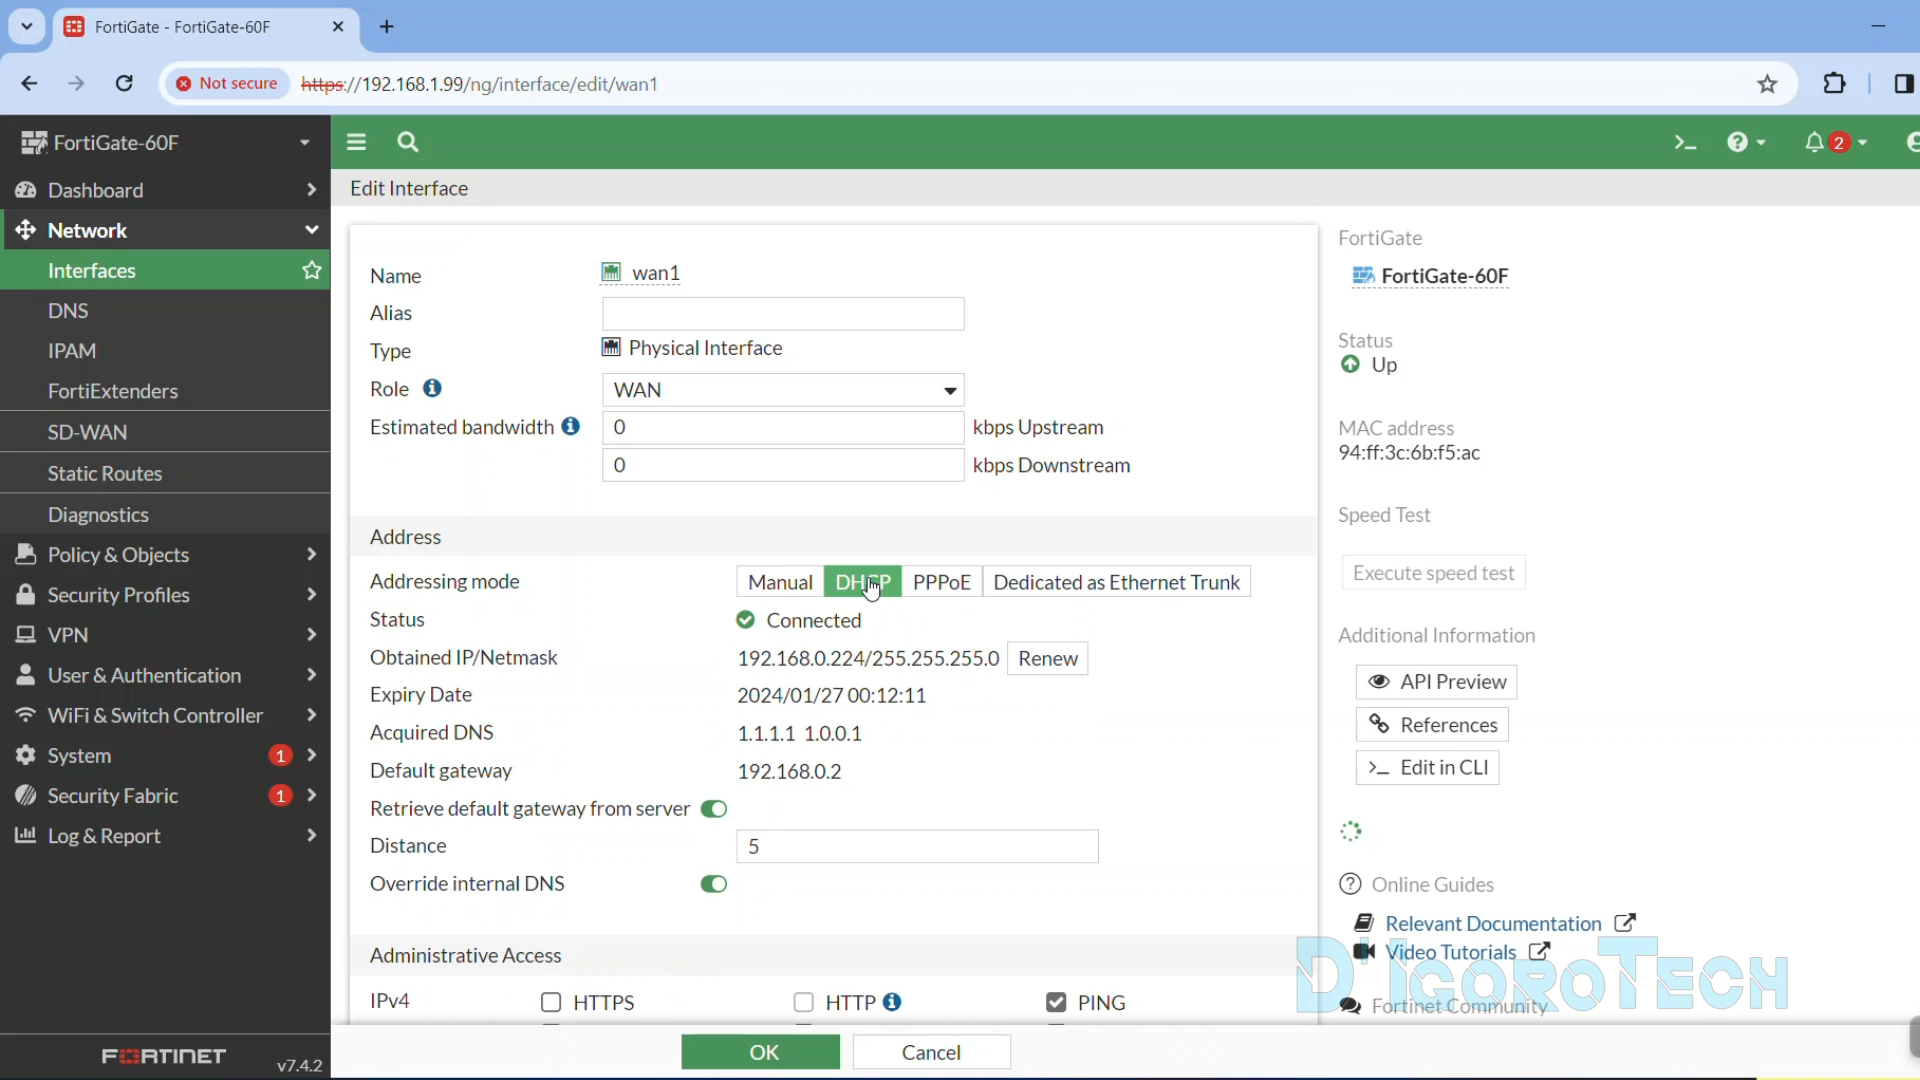 FortiGate - FortiGate-60F
Not secure
https://192.168.1.99/ng/interface/edit/wan1
FortiGate-60F
2
Dashboard
Network
Interfaces
DNS
IPAM
FortiExtenders
SD-WAN
Static Routes
Diagnostics
Policy & Objects
Security Profiles
VPN
User & Authentication
WiFi & Switch Controller
System 1
Security Fabric 1
Log & Report
FORTINET
v7.4.2
Edit Interface
Name wan1
Alias
Type Physical Interface
Role WAN
Estimated bandwidth 0 kbps Upstream
0 kbps Downstream
Address
Addressing mode Manual DHCP PPPoE Dedicated as Ethernet Trunk
Status Connected
Obtained IP/Netmask 192.168.0.224/255.255.255.0 Renew
Expiry Date 2024/01/27 00:12:11
Acquired DNS 1.1.1.1 1.0.0.1
Default gateway 192.168.0.2
Retrieve default gateway from server
Distance 5
Override internal DNS
Administrative Access
IPv4 HTTPS HTTP PING
OK Cancel
FortiGate
FortiGate-60F
Status
Up
MAC address
94:ff:3c:6b:f5:ac
Speed Test
Execute speed test
Additional Information
API Preview
References
Edit in CLI
Online Guides
Relevant Documentation
Video Tutorials
Fortinet Community
D'IGOROTECH